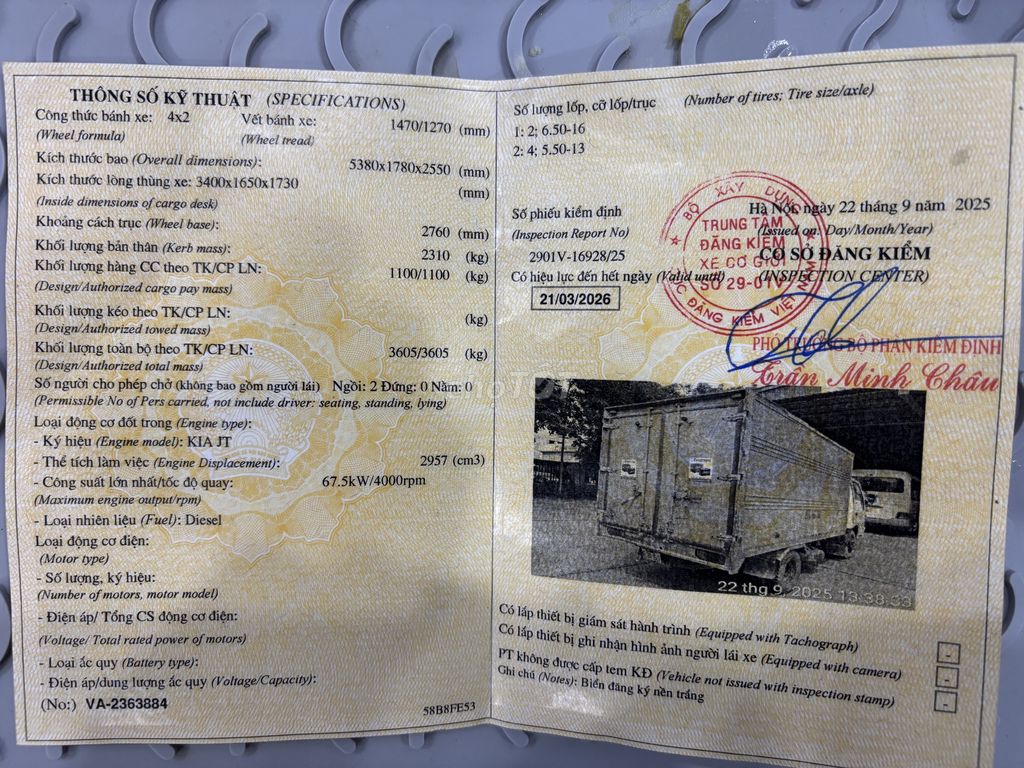 THÔNG SỐ KỸ THUẬT (SPECIFICATIONS)
Công thức bánh xe: 4x2 Vết bánh xe: 1470/1270 (mm)
(Wheel formula) (Wheel tread)
Kích thước bao (Overall dimensions): 5380x1780x2550 (mm)
Kích thước lòng thùng xe: 3400x1650x1730 (mm)
(Inside dimensions of cargo desk)
Khoảng cách trục (Wheel base): 2760 (mm)
Khối lượng bản thân (Kerb mass): 2310 (kg)
Khối lượng hàng CC theo TK/CP LN: 1100/1100 (kg)
(Design/Authorized cargo pay mass)
Khối lượng kéo theo TK/CP LN: (kg)
(Design/Authorized towed mass)
Khối lượng toàn bộ theo TK/CP LN: 3605/3605 (kg)
(Design/Authorized total mass)
Số người cho phép chở (không bao gồm người lái) Ngồi: 2 Đứng: 0 Nằm: 0
(Permissible No of Pers carried, not include driver: seating, standing, lying)
Loại động cơ đốt trong (Engine type):
- Ký hiệu (Engine model): KIA JT
- Thể tích làm việc (Engine Displacement): 2957 (cm3)
- Công suất lớn nhất/tốc độ quay: 67.5kW/4000rpm
(Maximum engine output/rpm)
- Loại nhiên liệu (Fuel): Diesel
Loại động cơ điện:
(Motor type)
- Số lượng, ký hiệu:
(Number of motors, motor model)
- Điện áp/ Tổng CS động cơ điện:
(Voltage/ Total rated power of motors)
- Loại ắc quy (Battery type):
- Điện áp/dung lượng ắc quy (Voltage/Capacity):
(No:) VA-2363884
58B8FE53
Số lượng lốp, cỡ lốp/trục (Number of tires; Tire size/axle)
1: 2; 6.50-16
2: 4; 5.50-13
Số phiếu kiểm định
(Inspection Report No)
2901V-16928/25
Có hiệu lực đến hết ngày (Valid until)
21/03/2026
Hà Nội, ngày 22 tháng 9 năm 2025
(Issued on: Day/Month/Year)
CƠ SỞ ĐĂNG KIỂM
(INSPECTION CENTER)
BỘ XÂY DỰNG
TRUNG TÂM
ĐĂNG KIỂM
XE CƠ GIỚI
SỐ 29-01V
CỤC ĐĂNG KIỂM VIỆT NAM
PHÓ TRƯỞNG BỘ PHẬN KIỂM ĐỊNH
Trần Minh Châu
22 thg 9, 2025 13:38:33
Có lắp thiết bị giám sát hành trình (Equipped with Tachograph) -
Có lắp thiết bị ghi nhận hình ảnh người lái xe (Equipped with camera) -
PT không được cấp tem KĐ (Vehicle not issued with inspection stamp) -
Ghi chú (Notes): Biển đăng ký nền trắng